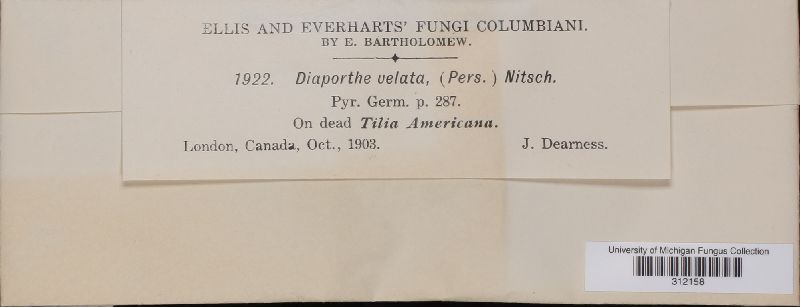 ELLIS AND EVERHARTS' FUNGI COLUMBIANI.
BY E. BARTHOLOMEW.
1922. Diaporthe velata, (Pers.) Nitsch.
Pyr. Germ. p. 287.
On dead Tilia Americana.
London, Canada, Oct., 1903. J. Dearness.
University of Michigan Fungus Collection
312158